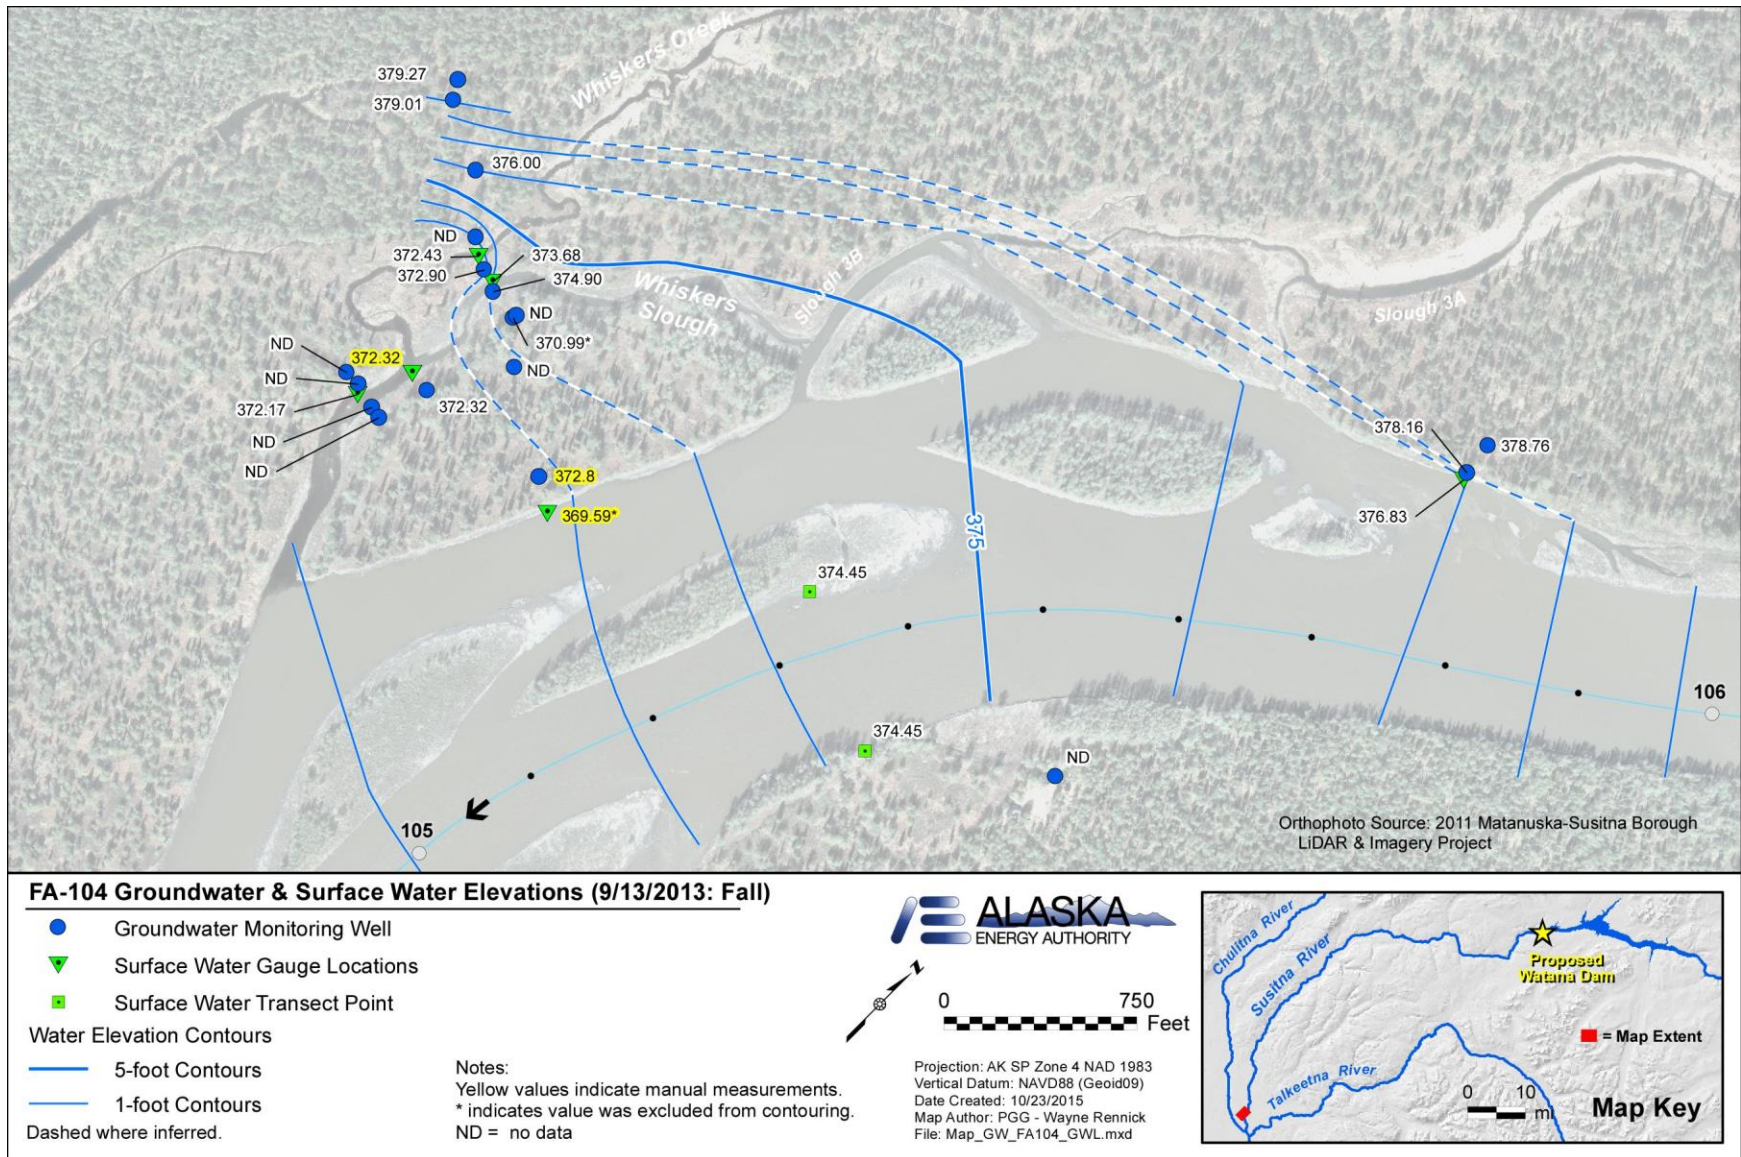 379.27
Whiskers Creek
379.01
376.00
ND
372.43
373.68
372.90
374.90
Whiskers
Slough
Slough 3B
Slough 3A
ND
370.99*
ND
372.32
ND
ND
372.17
372.32
ND
ND
378.16
378.76
372.8
369.59*
376.83
375
374.45
106
374.45
ND
105
Orthophoto Source: 2011 Matanuska-Susitna Borough
LiDAR & Imagery Project
FA-104 Groundwater & Surface Water Elevations (9/13/2013: Fall)
Groundwater Monitoring Well
Surface Water Gauge Locations
Surface Water Transect Point
Water Elevation Contours
5-foot Contours
1-foot Contours
Dashed where inferred.
Notes:
Yellow values indicate manual measurements.
* indicates value was excluded from contouring.
ND = no data
ALASKA
ENERGY AUTHORITY
N
0 750
Feet
Projection: AK SP Zone 4 NAD 1983
Vertical Datum: NAVD88 (Geoid09)
Date Created: 10/23/2015
Map Author: PGG - Wayne Rennick
File: Map_GW_FA104_GWL.mxd
Chulitna River
Susitna River
Proposed
Watana Dam
= Map Extent
Talkeetna River
0 10
mi
Map Key